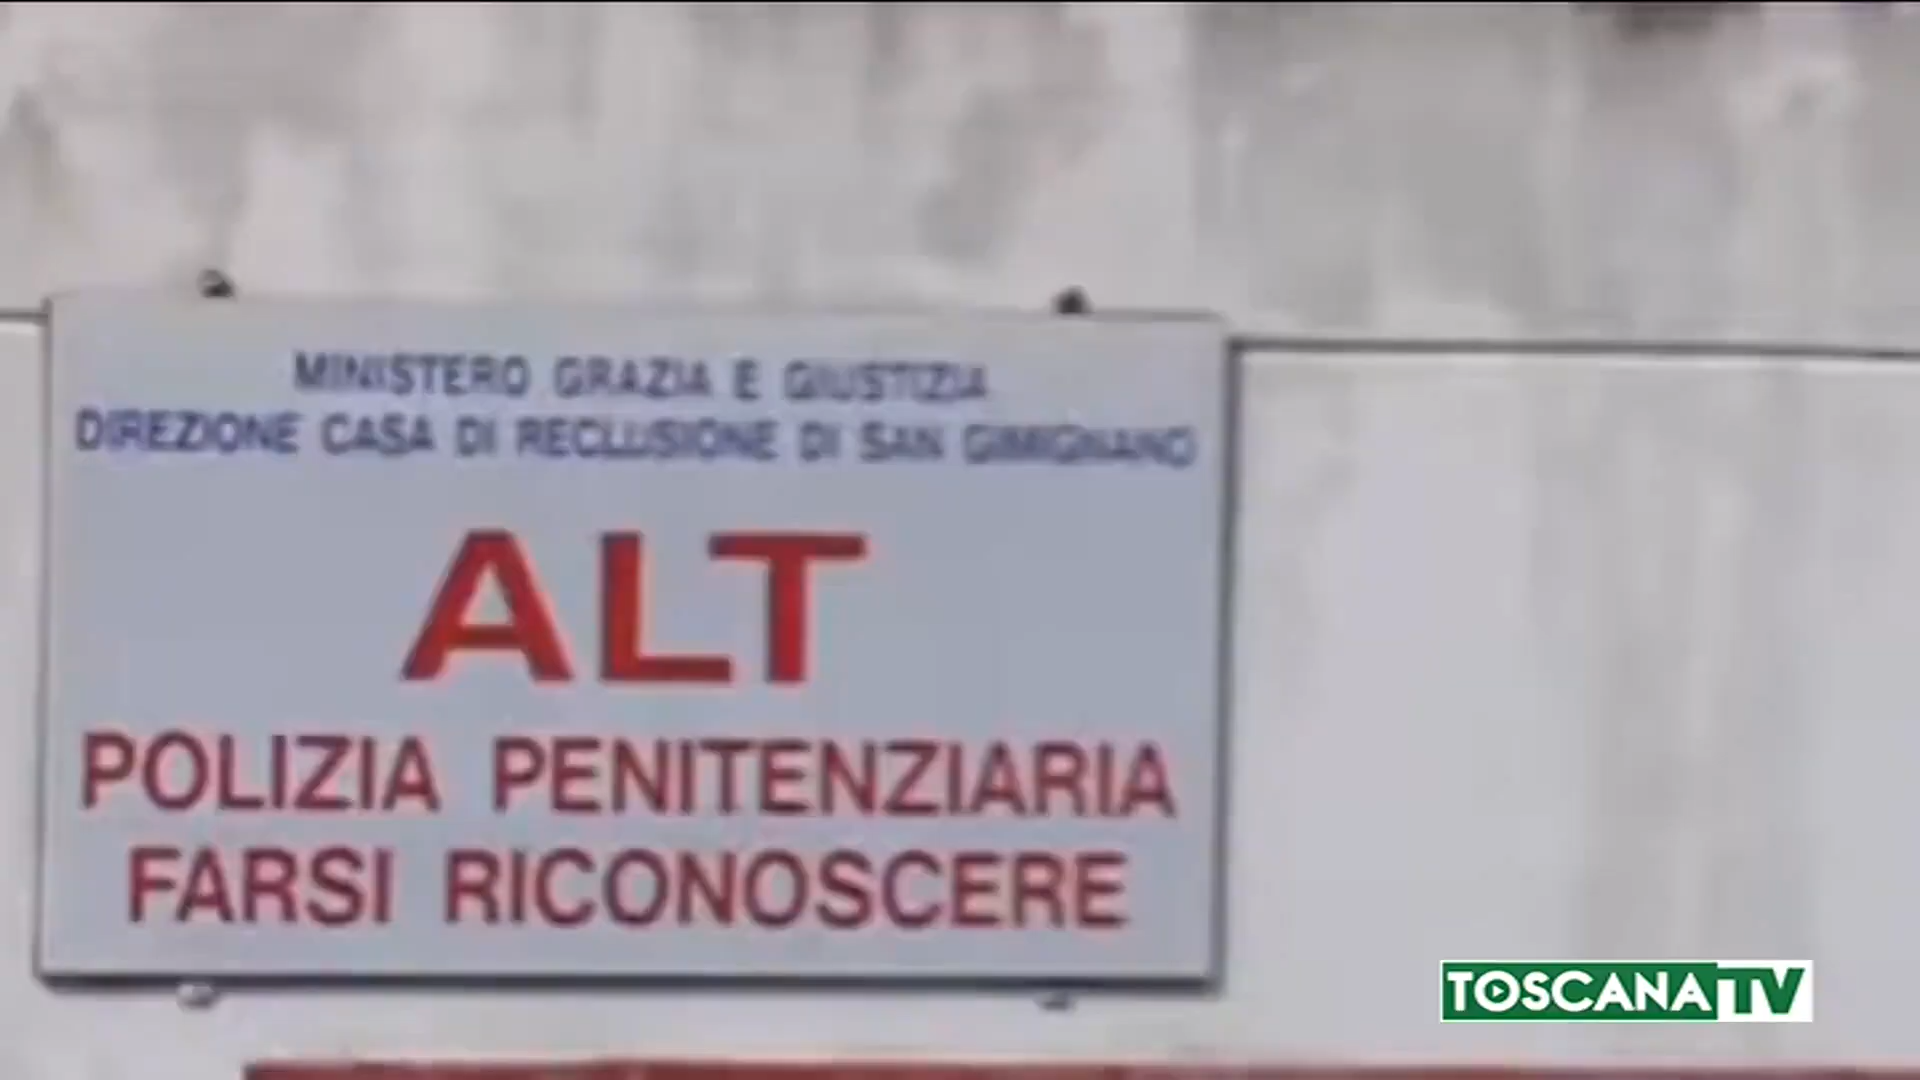 MINISTERO GRAZIA E GIUSTIZIA
DIREZIONE CASA DI RECLUSIONE DI SAN GIMIGNANO
ALT
POLIZIA PENITENZIARIA
FARSI RICONOSCERE
TOSCANA TV